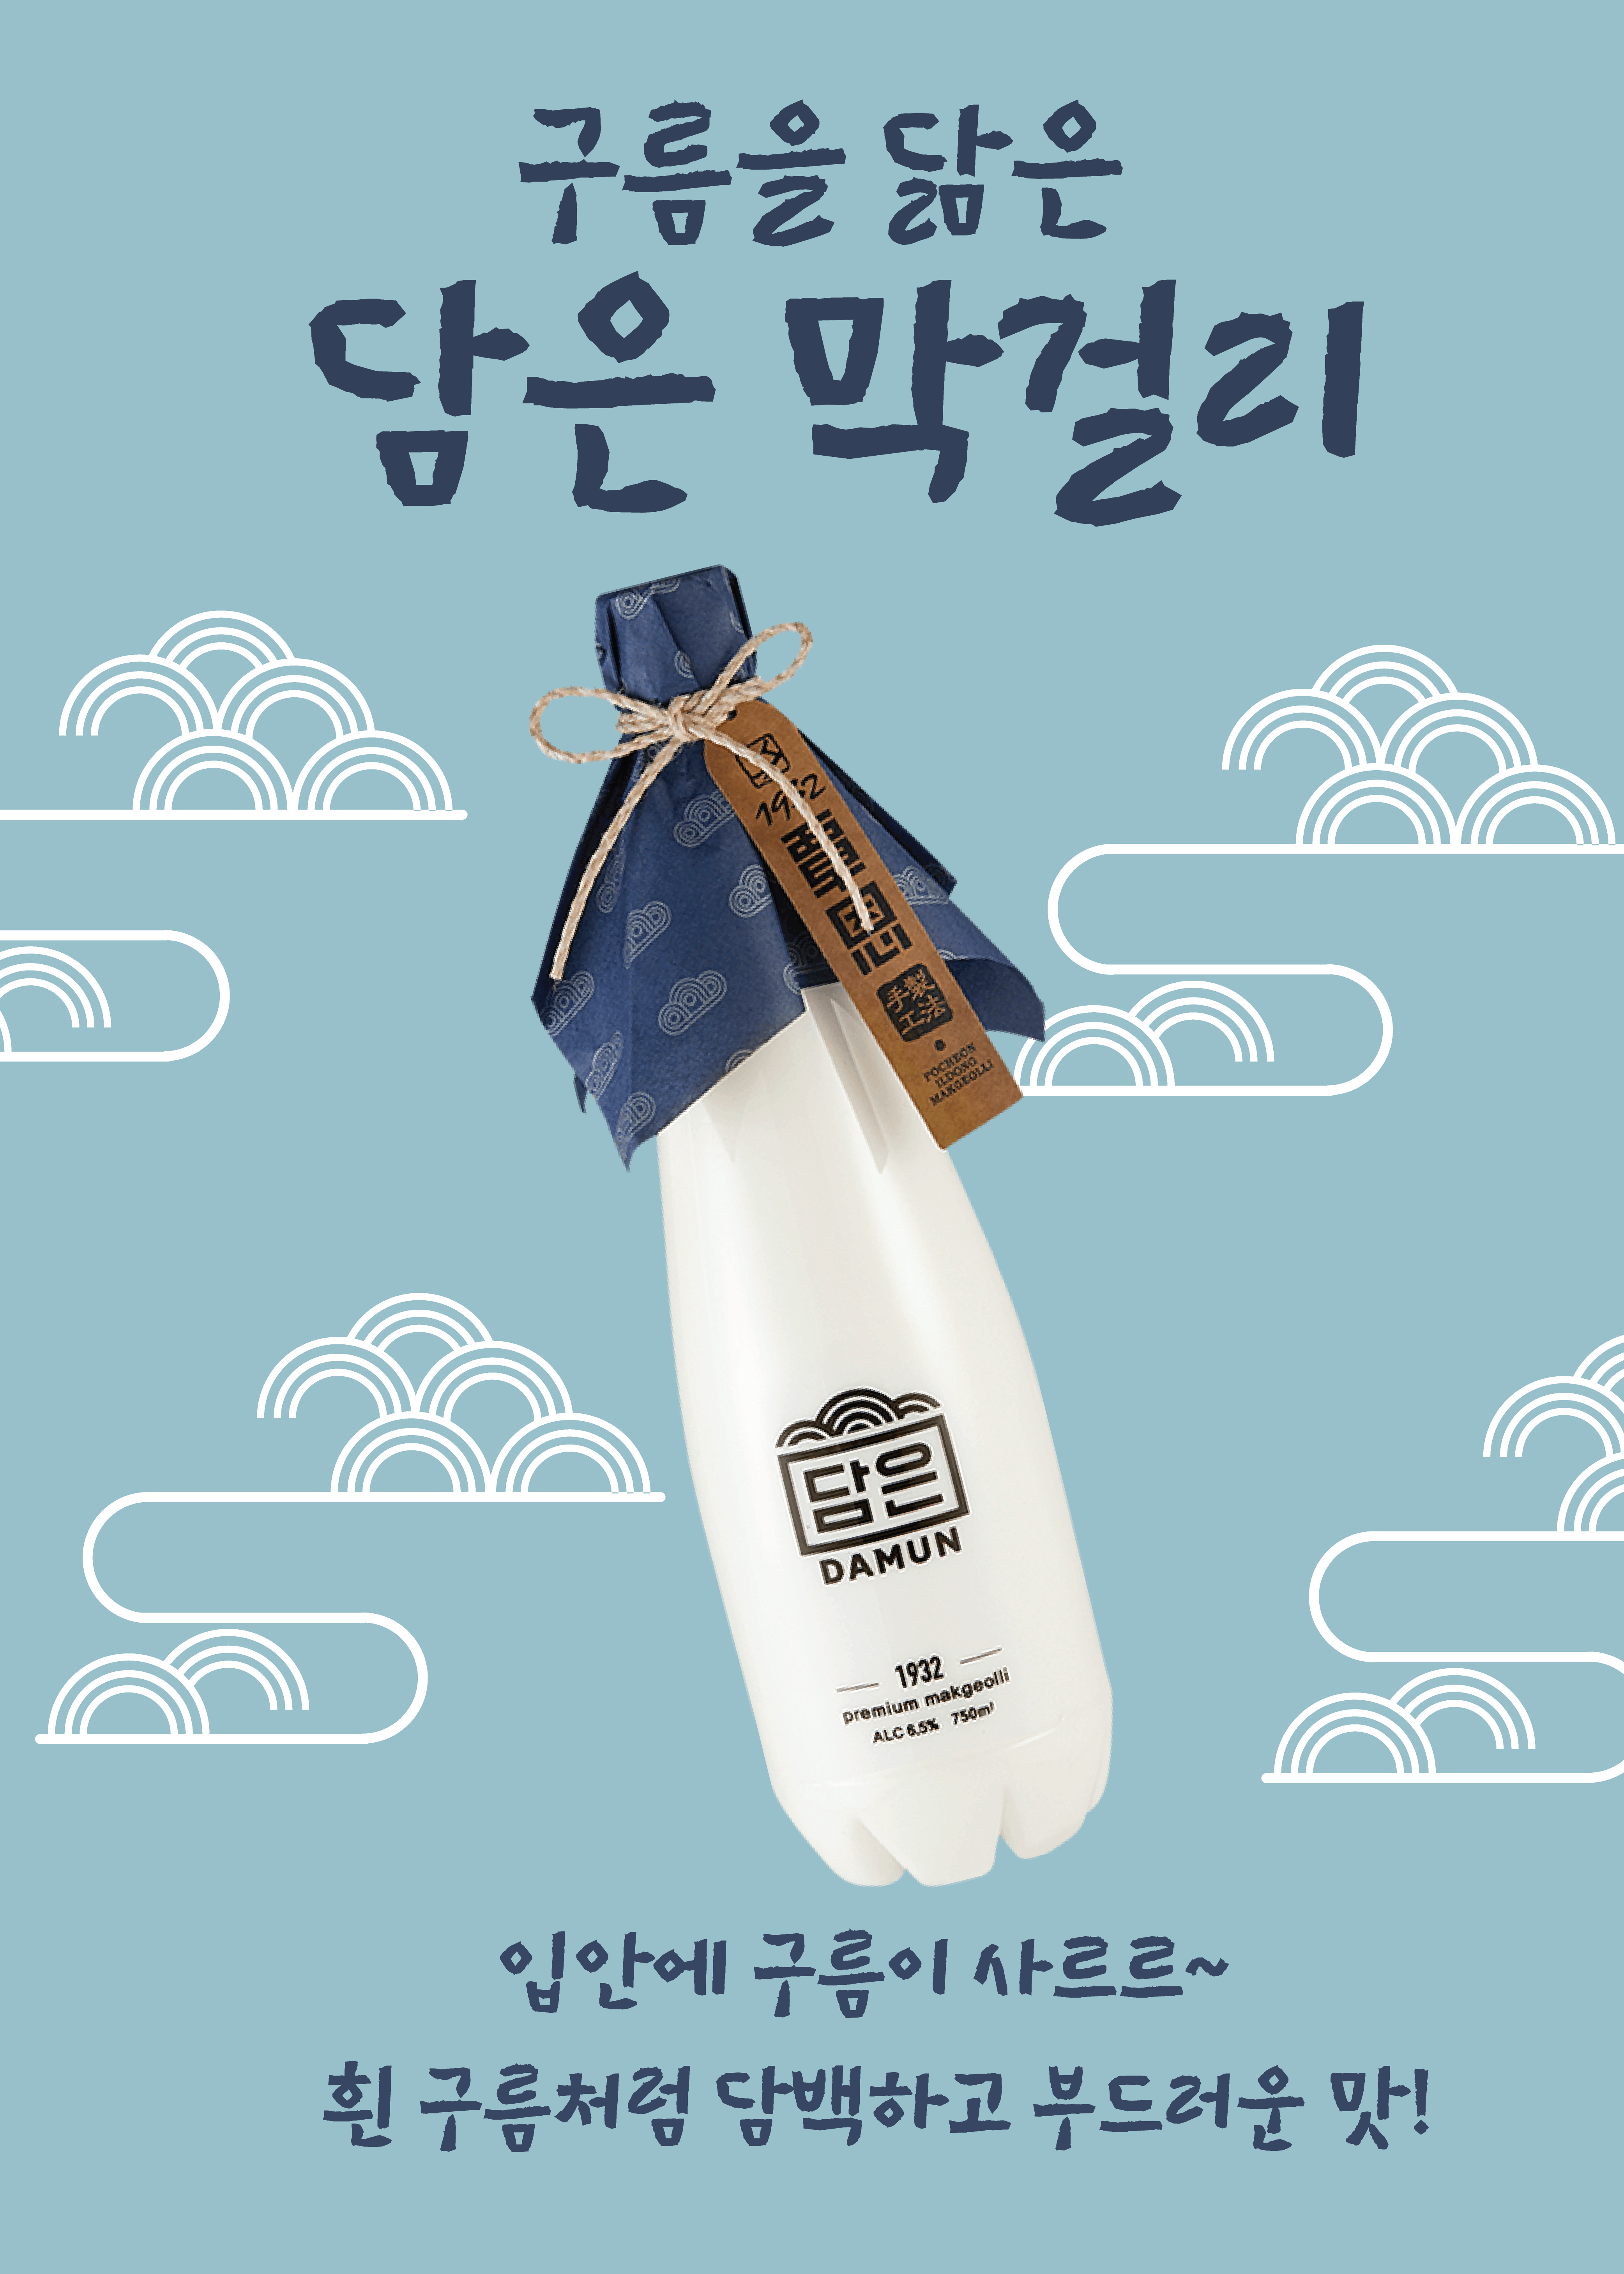 구름을 닮은
담은 막걸리
1932
手製
工法
POCHEON
ILDONG
MAKGEOLLI
담은
DAMUN
1932
premium makgeolli
ALC 6.5% 750ml
입안에 구름이 사르르~
흰 구름처럼 담백하고 부드러운 맛!